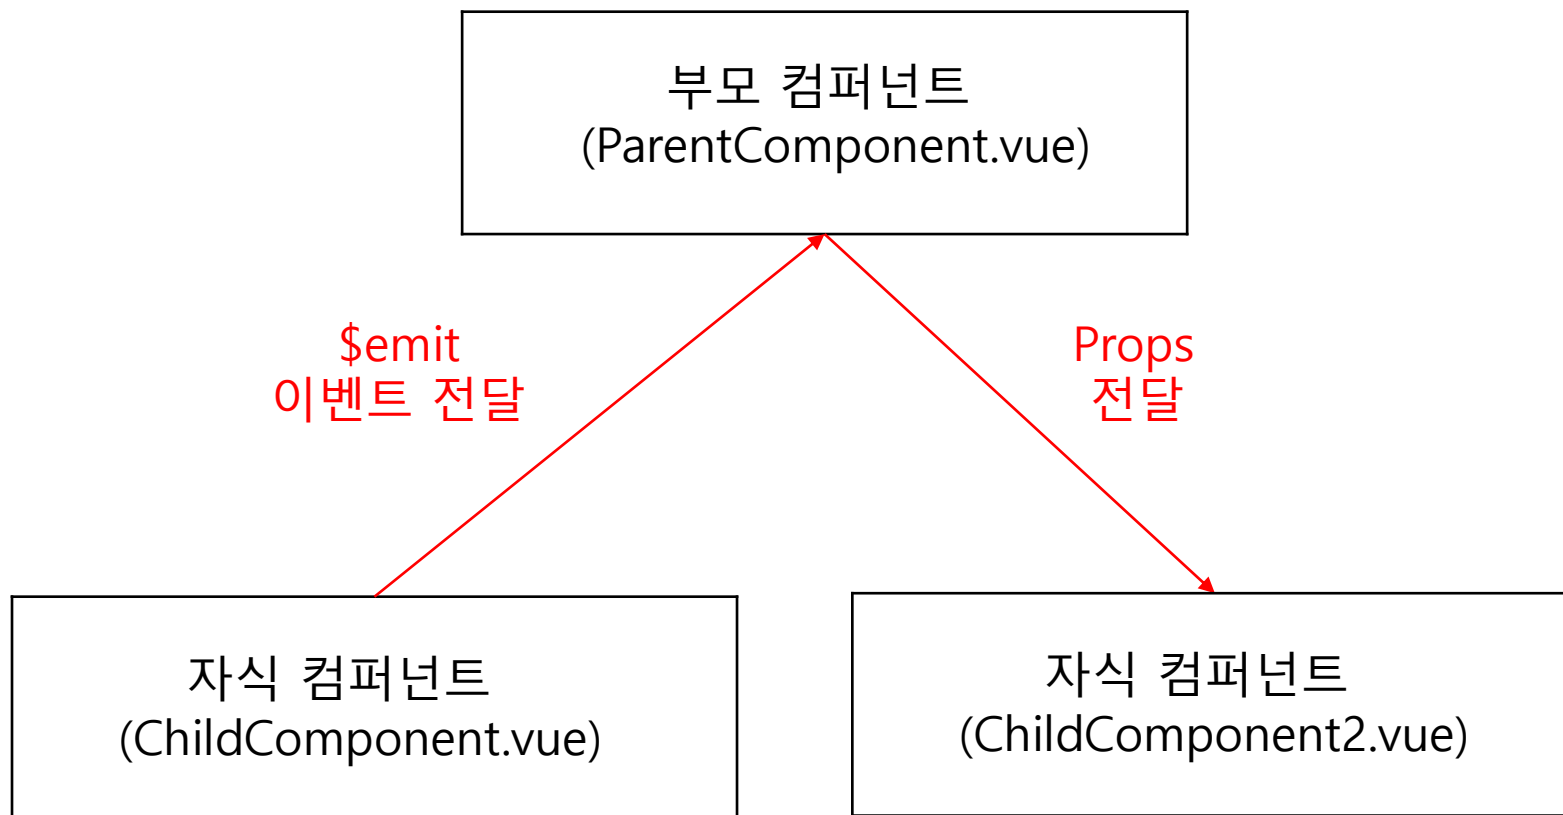 부모 컴퍼넌트
(ParentComponent.vue)
$emit
이벤트 전달
Props
전달
자식 컴퍼넌트
(ChildComponent.vue)
자식 컴퍼넌트
(ChildComponent2.vue)